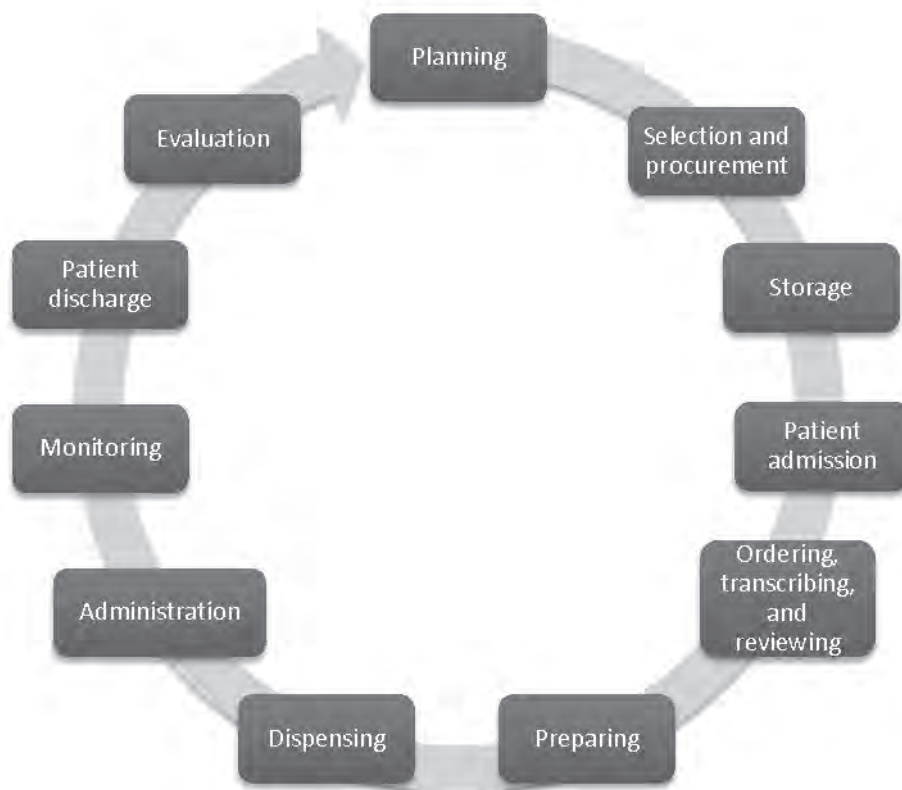 Planning
Selection and
procurement
Storage
Patient
admission
Ordering,
transcribing,
and
reviewing
Preparing
Dispensing
Administration
Monitoring
Patient
discharge
Evaluation